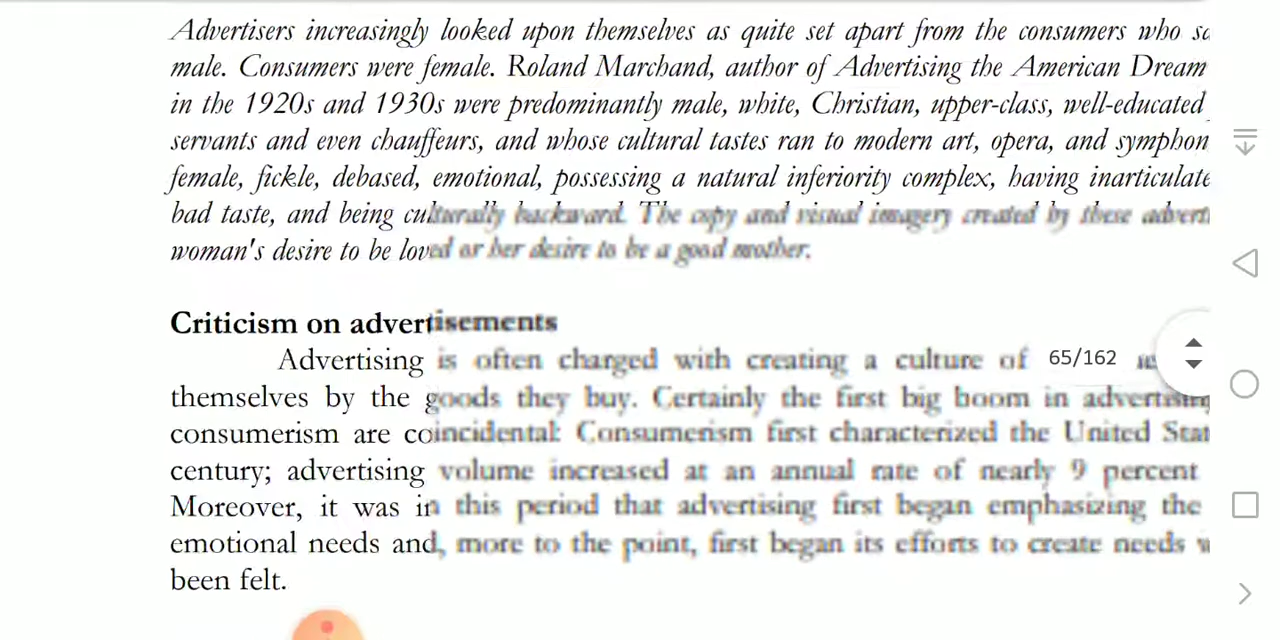 Advertisers increasingly looked upon themselves as quite set apart from the consumers who
male. Consumers were female. Roland Marchand, author of Advertising the American Dream
in the 1920s and 1930s were predominantly male, white, Christian, upper-class, well-educated
servants and even chauffeurs, and whose cultural tastes ran to modern art, opera, and symphon
female, fickle, debased, emotional, possessing a natural inferiority complex, having inarticulate
bad taste, and being culturally backward. The copy and visual imagery created by these advert
woman's desire to be loved or her desire to be a good mother.
Criticism on advertisements
Advertising is often charged with creating a culture of
65/162
themselves by the goods they buy. Certainly the first big boom in advertising
consumerism are coincidental: Consumerism first characterized the United Stat
century; advertising volume increased at an annual rate of nearly 9 percent
Moreover, it was in this period that advertising first began emphasizing the
emotional needs and, more to the point, first began its efforts to create needs
been felt.